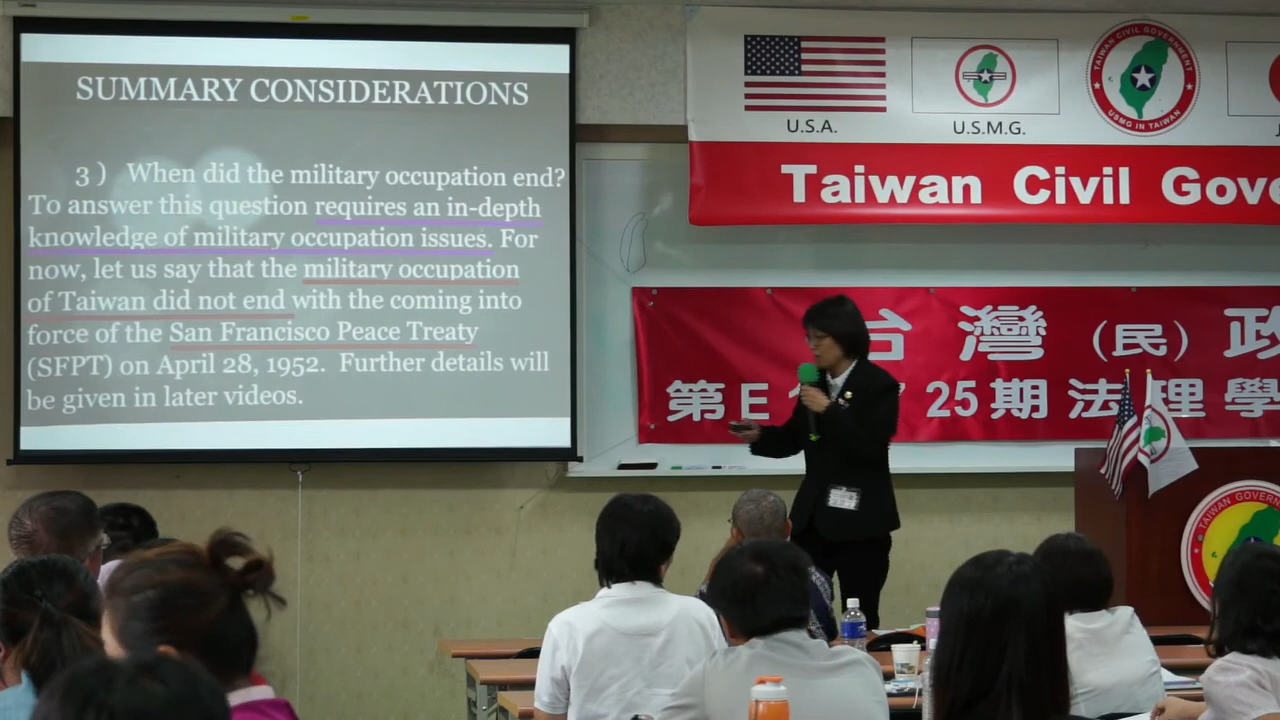 SUMMARY CONSIDERATIONS
3 ) When did the military occupation end?
To answer this question requires an in-depth
knowledge of military occupation issues. For
now, let us say that the military occupation
of Taiwan did not end with the coming into
force of the San Francisco Peace Treaty
(SFPT) on April 28, 1952. Further details will
be given in later videos.
U.S.A.
U.S.M.G.
TAIWAN CIVIL GOVERNMENT
USMG IN TAIWAN
J
Taiwan Civil Gove
台灣(民)政
第E
25期法理學
TAIWAN GOVERN